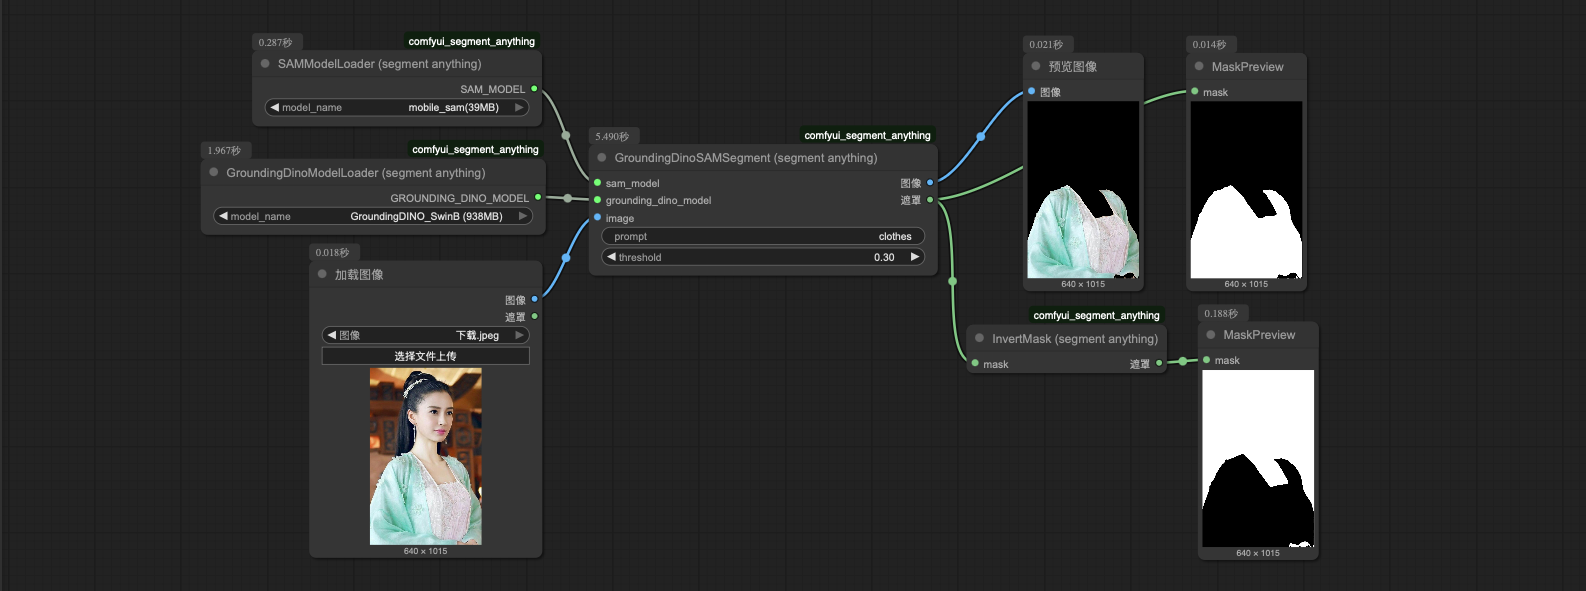 0.287秒
comfyui_segment_anything
SAMModelLoader (segment anything)
SAM_MODEL
model_name mobile_sam(39MB)
1.967秒
comfyui_segment_anything
GroundingDinoModelLoader (segment anything)
GROUNDING_DINO_MODEL
model_name GroundingDINO_SwinB (938MB)
0.018秒
加载图像
图像
遮罩
图像 下载.jpeg
选择文件上传
640 × 1015
5.490秒
comfyui_segment_anything
GroundingDinoSAMSegment (segment anything)
sam_model 图像
grounding_dino_model 遮罩
image
prompt clothes
threshold 0.30
0.021秒
预览图像
图像
640 × 1015
0.014秒
MaskPreview
mask
640 × 1015
comfyui_segment_anything
InvertMask (segment anything)
mask 遮罩
0.188秒
MaskPreview
mask
640 × 1015